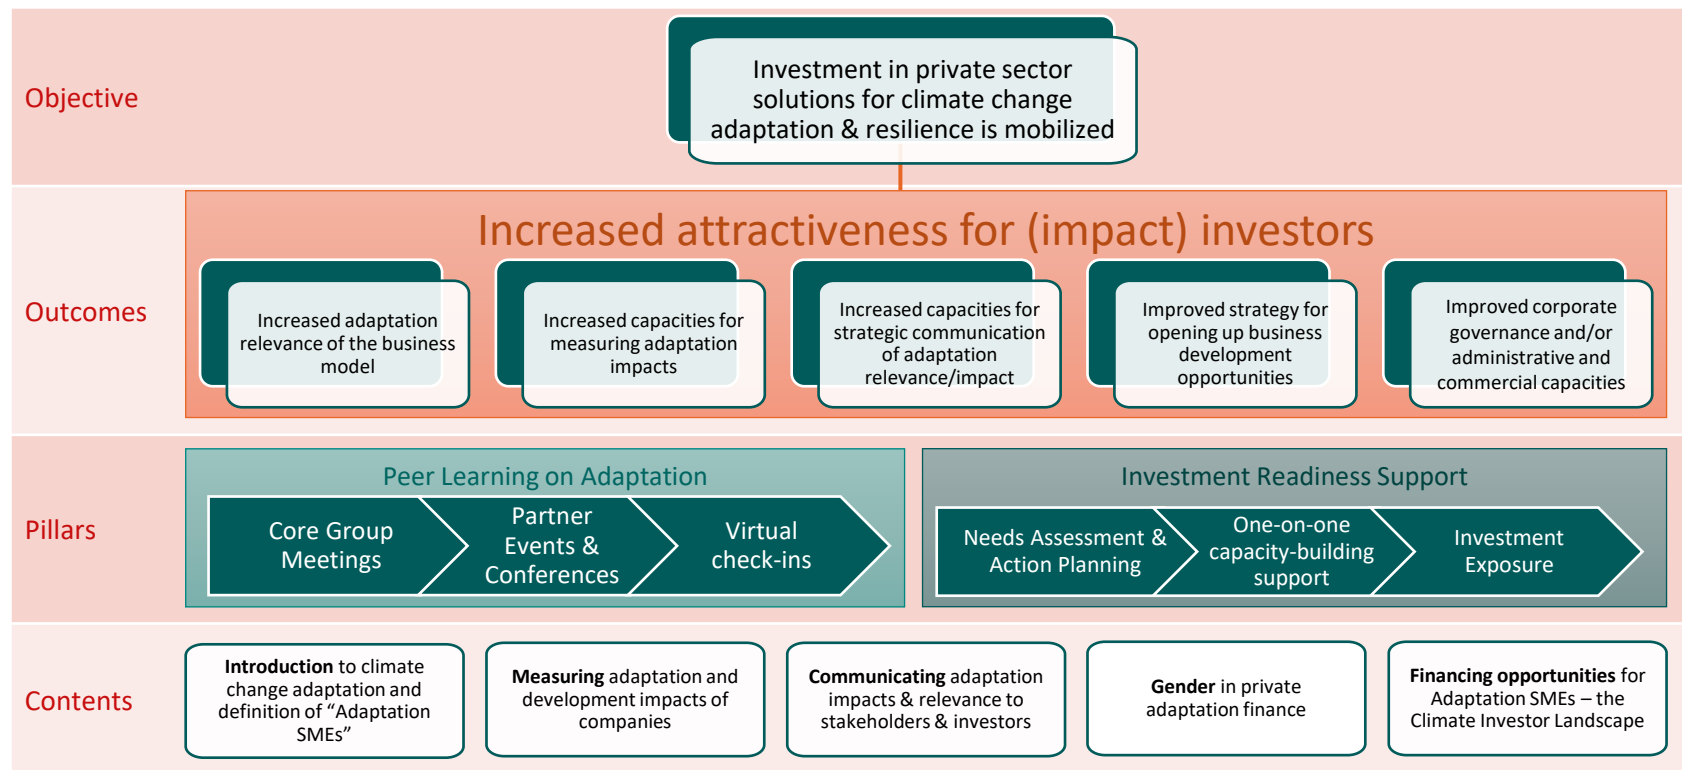 Objective
Investment in private sector
solutions for climate change
adaptation & resilience is mobilized
Outcomes
Increased attractiveness for (impact) investors
Increased adaptation
relevance of the business
model
Increased capacities for
measuring adaptation
impacts
Increased capacities for
strategic communication
of adaptation
relevance/impact
Improved strategy for
opening up business
development
opportunities
Improved corporate
governance and/or
administrative and
commercial capacities
Pillars
Peer Learning on Adaptation
Core Group
Meetings
Partner
Events &
Conferences
Virtual
check-ins
Investment Readiness Support
Needs Assessment &
Action Planning
One-on-one
capacity-building
support
Investment
Exposure
Contents
Introduction to climate
change adaptation and
definition of “Adaptation
SMEs”
Measuring adaptation and
development impacts of
companies
Communicating adaptation
impacts & relevance to
stakeholders & investors
Gender in private
adaptation finance
Financing opportunities for
Adaptation SMEs – the
Climate Investor Landscape